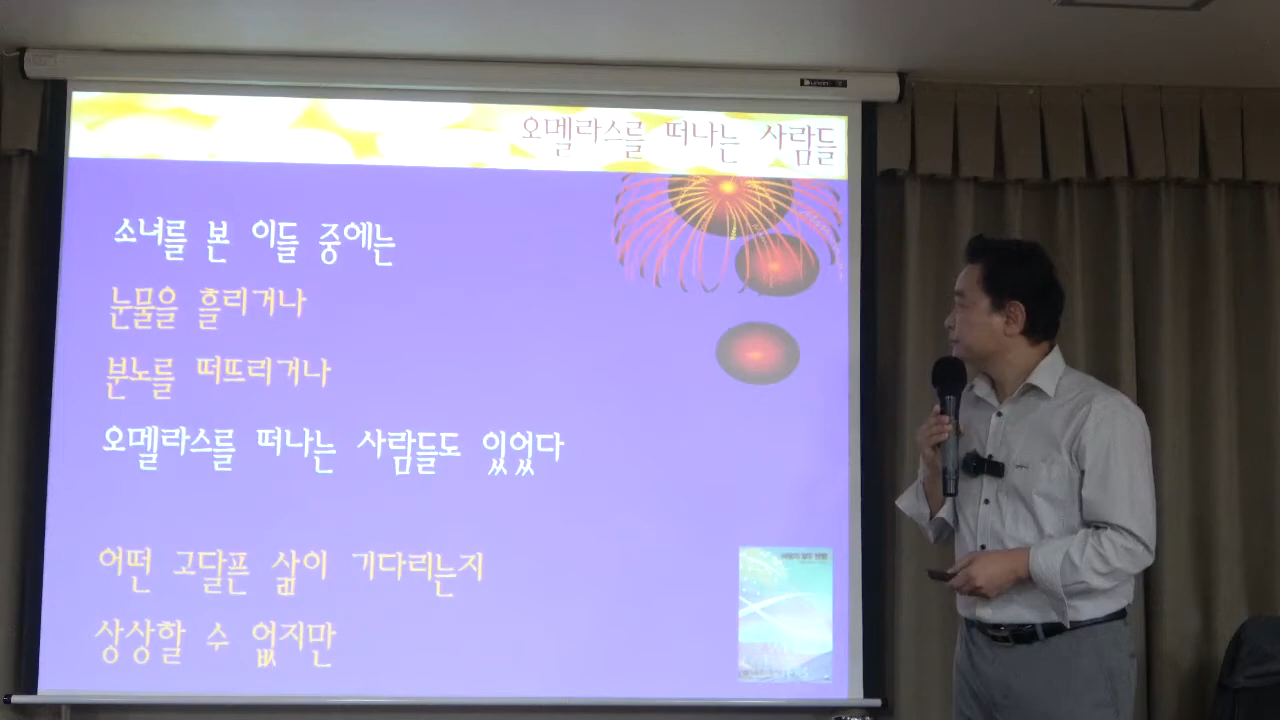 오멜라스를 떠나는 사람들
소녀를 본 이들 중에는
눈물을 흘리거나
분노를 떠뜨리거나
오멜라스를 떠나는 사람들도 있었다
어떤 고달픈 삶이 기다리는지
상상할 수 없지만